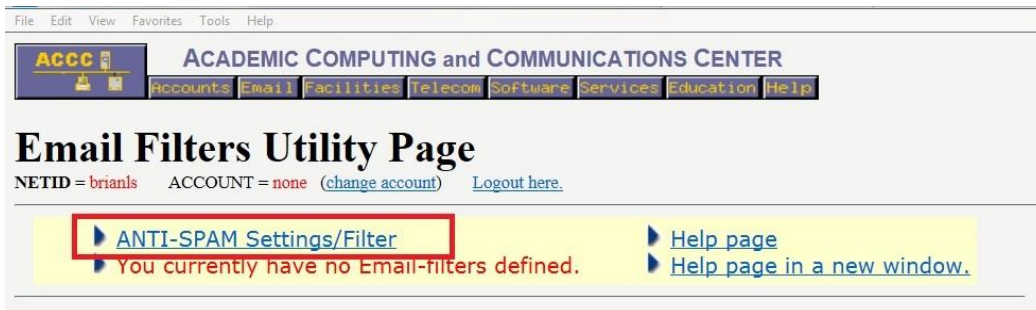 File Edit View Favorites Tools Help
ACCC
ACADEMIC COMPUTING and COMMUNICATIONS CENTER
Accounts Email Facilities Telecom Software Services Education Help
Email Filters Utility Page
NETID = brianls ACCOUNT = none (change account) Logout here.
ANTI-SPAM Settings/Filter Help page
You currently have no Email-filters defined. Help page in a new window.